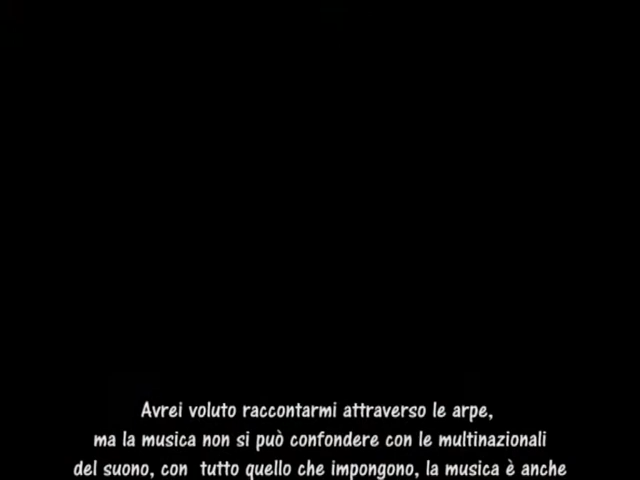 Avrei voluto raccontarmi attraverso le arpe,
ma la musica non si può confondere con le multinazionali
del suono, con  tutto quello che impongono, la musica è anche